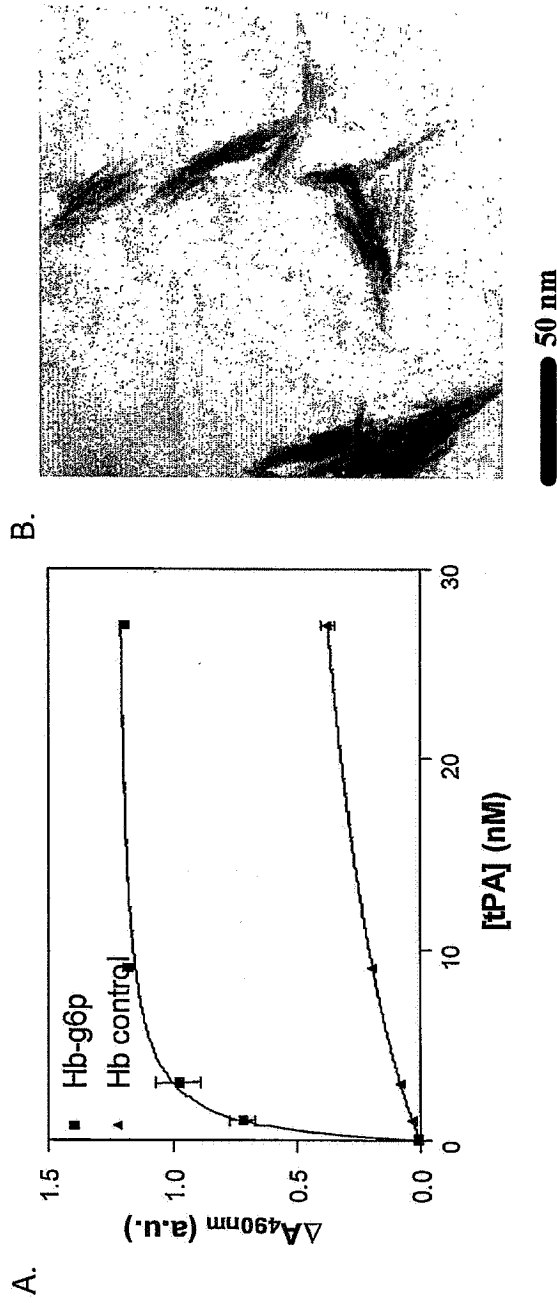 A.
ΔA490nm (a.u.)
1.5
1.0
0.5
0.0
■ Hb-g6p
▲ Hb control
0
10
20
30
[tPA] (nM)
B.
50 nm